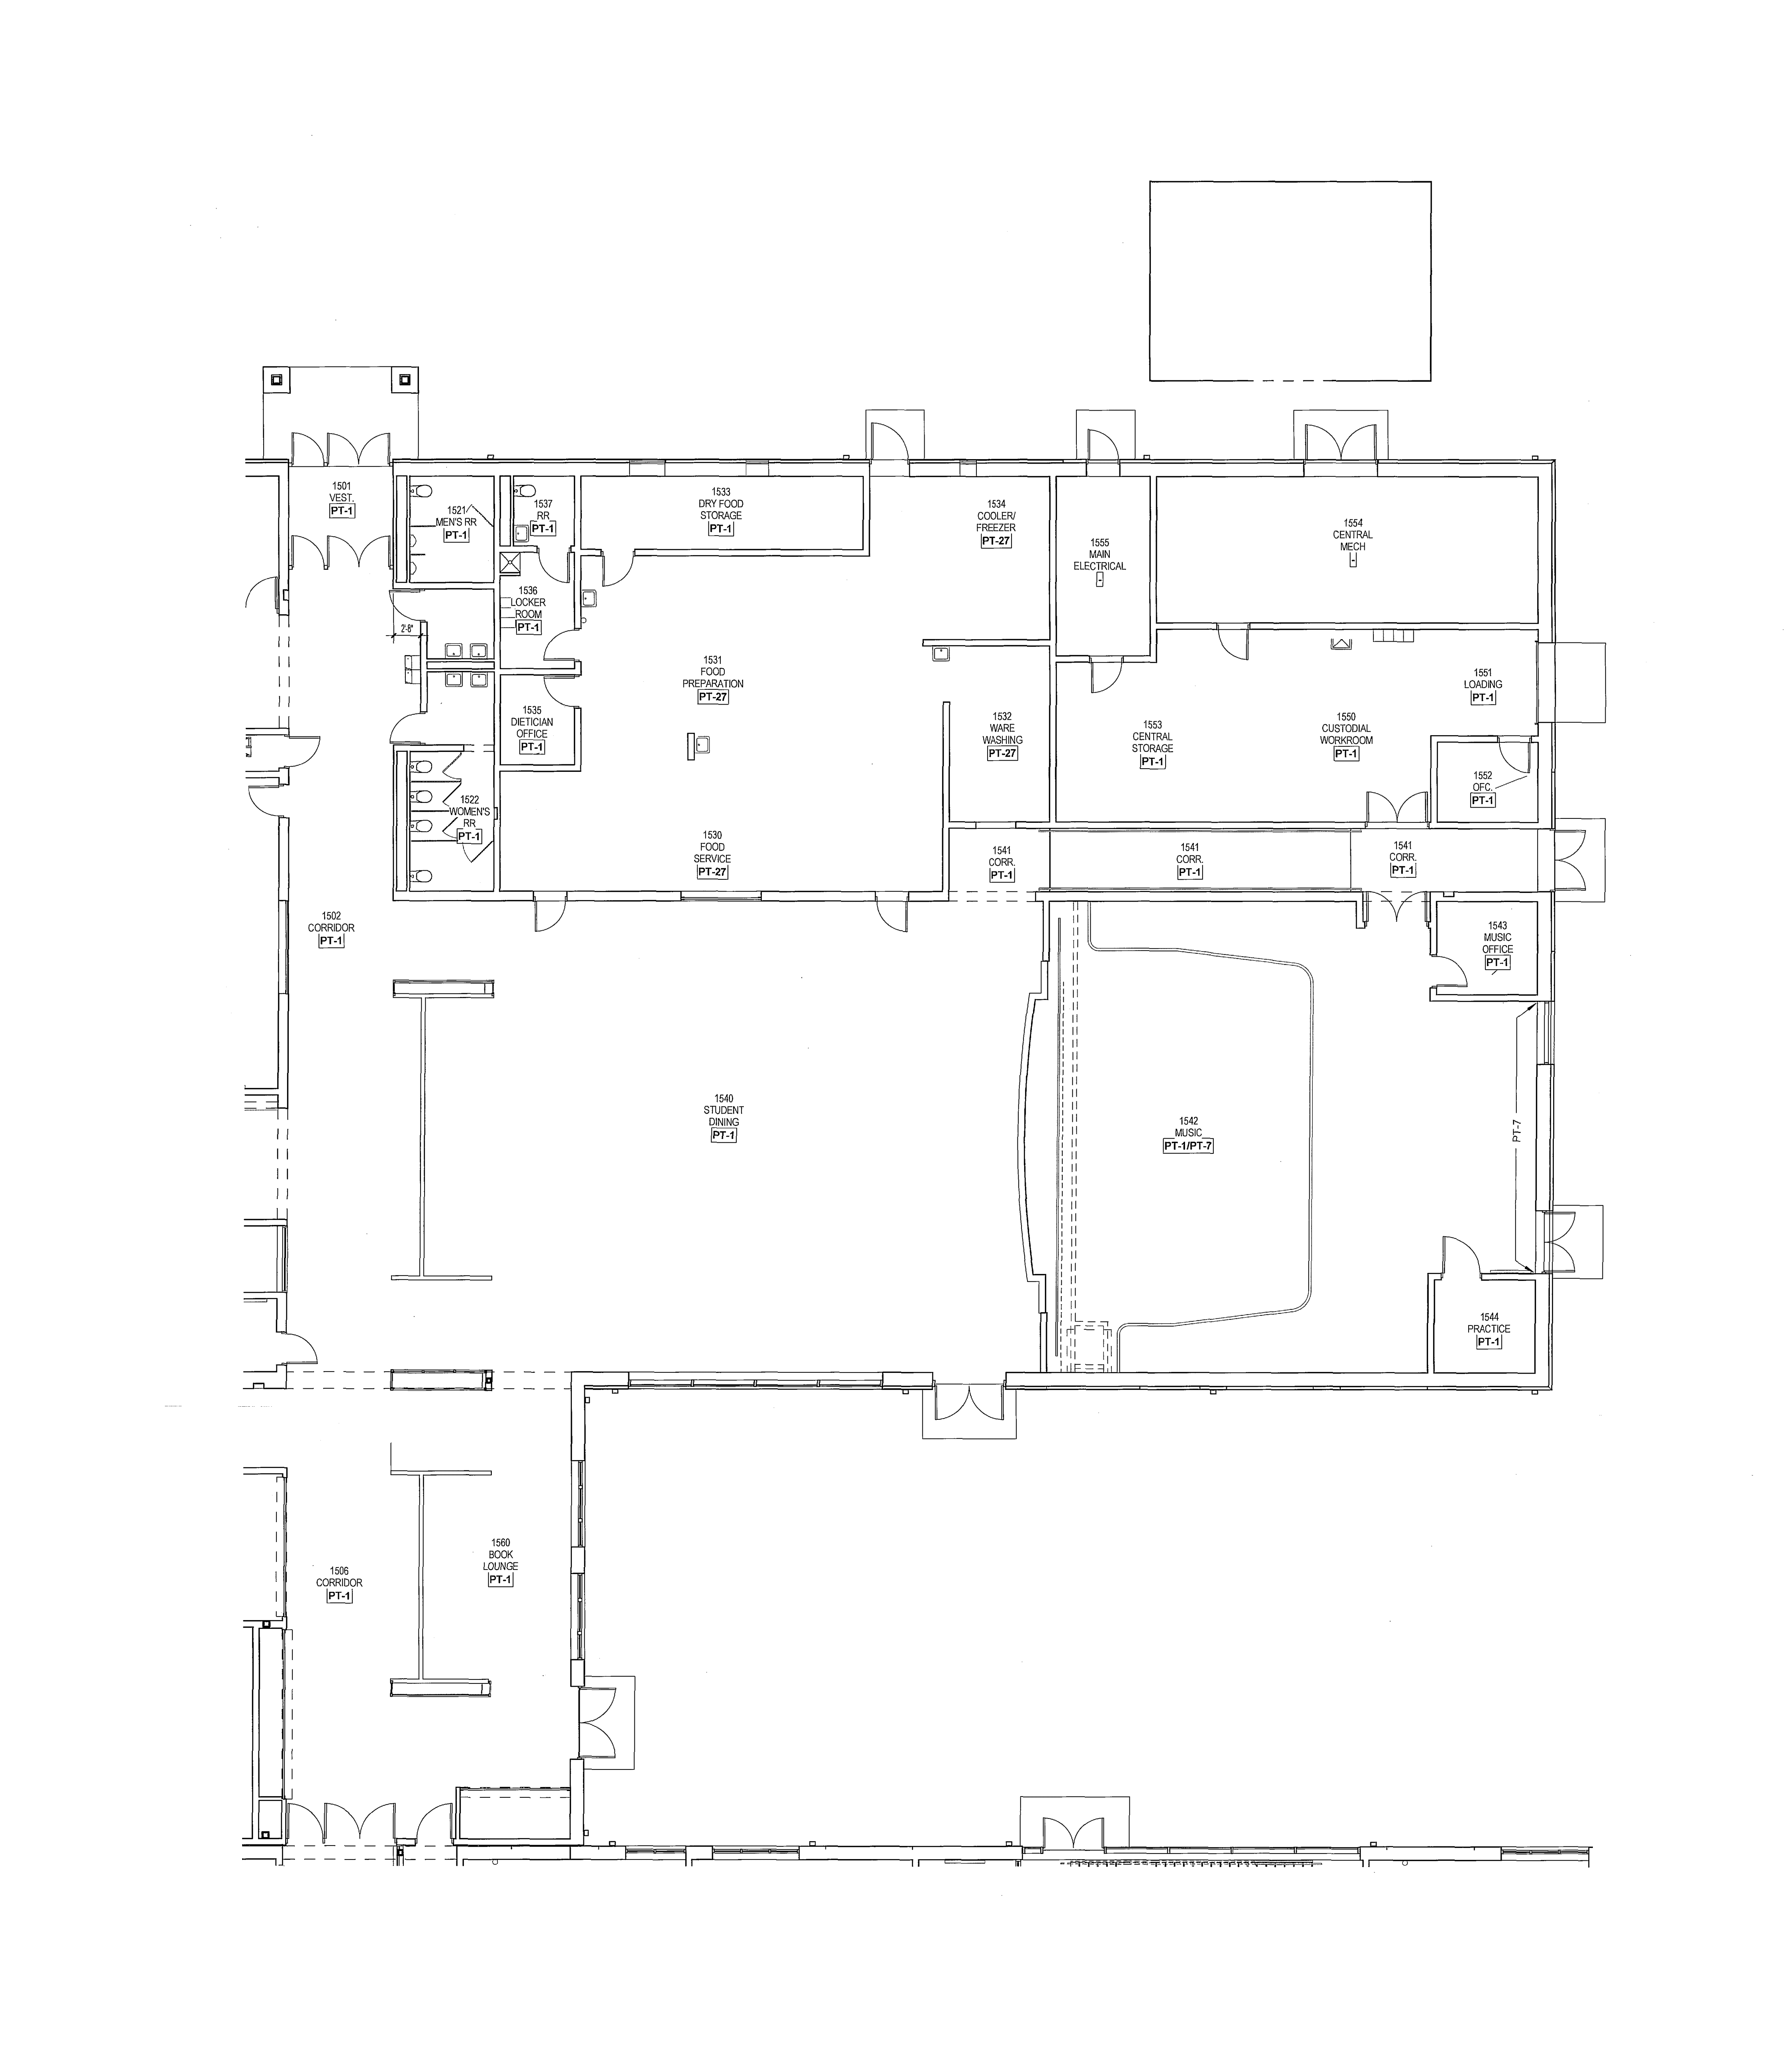 1501
VEST.
PT-1
1521
MEN'S RR
PT-1
1537
RR
PT-1
1533
DRY FOOD
STORAGE
PT-1
1534
COOLER/
FREEZER
PT-27
1555
MAIN
ELECTRICAL
-
1554
CENTRAL
MECH
-
1536
LOCKER
ROOM
PT-1
2'-8"
1531
FOOD
PREPARATION
PT-27
1535
DIETICIAN
OFFICE
PT-1
1532
WARE
WASHING
PT-27
1553
CENTRAL
STORAGE
PT-1
1550
CUSTODIAL
WORKROOM
PT-1
1551
LOADING
PT-1
1552
OFC.
PT-1
1522
WOMEN'S
RR
PT-1
1530
FOOD
SERVICE
PT-27
1541
CORR.
PT-1
1541
CORR.
PT-1
1541
CORR.
PT-1
1502
CORRIDOR
PT-1
1543
MUSIC
OFFICE
PT-1
1540
STUDENT
DINING
PT-1
1542
MUSIC
PT-1/PT-7
PT-7
1544
PRACTICE
PT-1
1506
CORRIDOR
PT-1
1560
BOOK
LOUNGE
PT-1